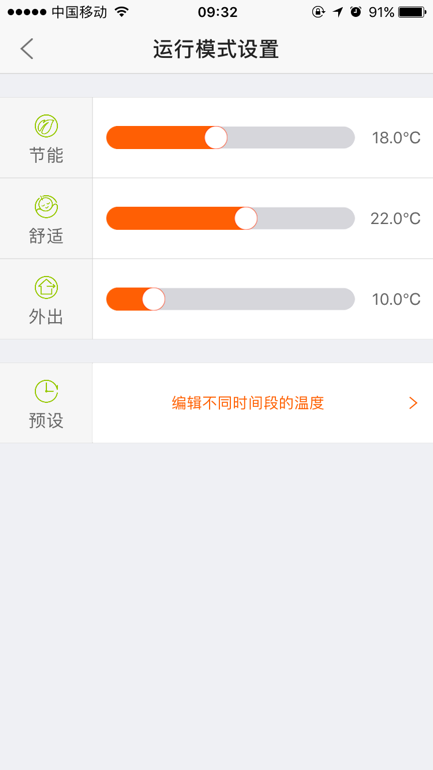 中国移动 09:32 91%
运行模式设置
节能 18.0°C
舒适 22.0°C
外出 10.0°C
预设 编辑不同时间段的温度